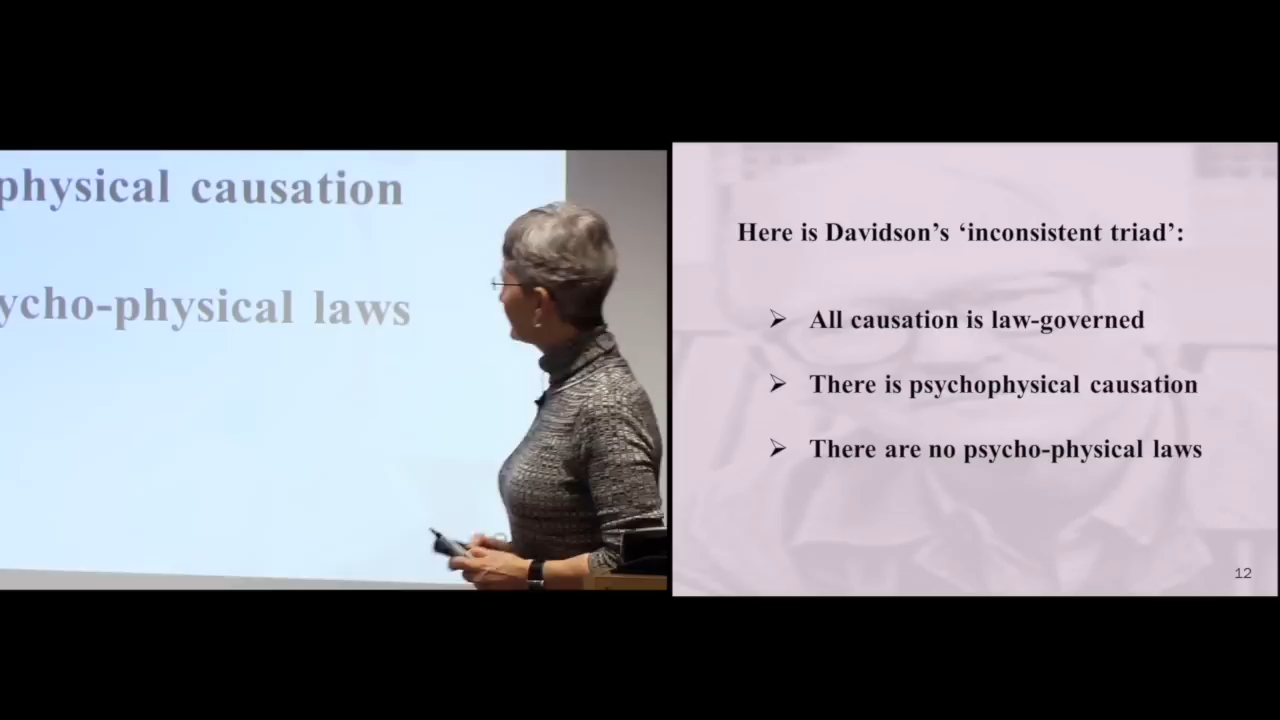 physical causation
ycho-physical laws
Here is Davidson’s ‘inconsistent triad’:
All causation is law-governed
There is psychophysical causation
There are no psycho-physical laws
12